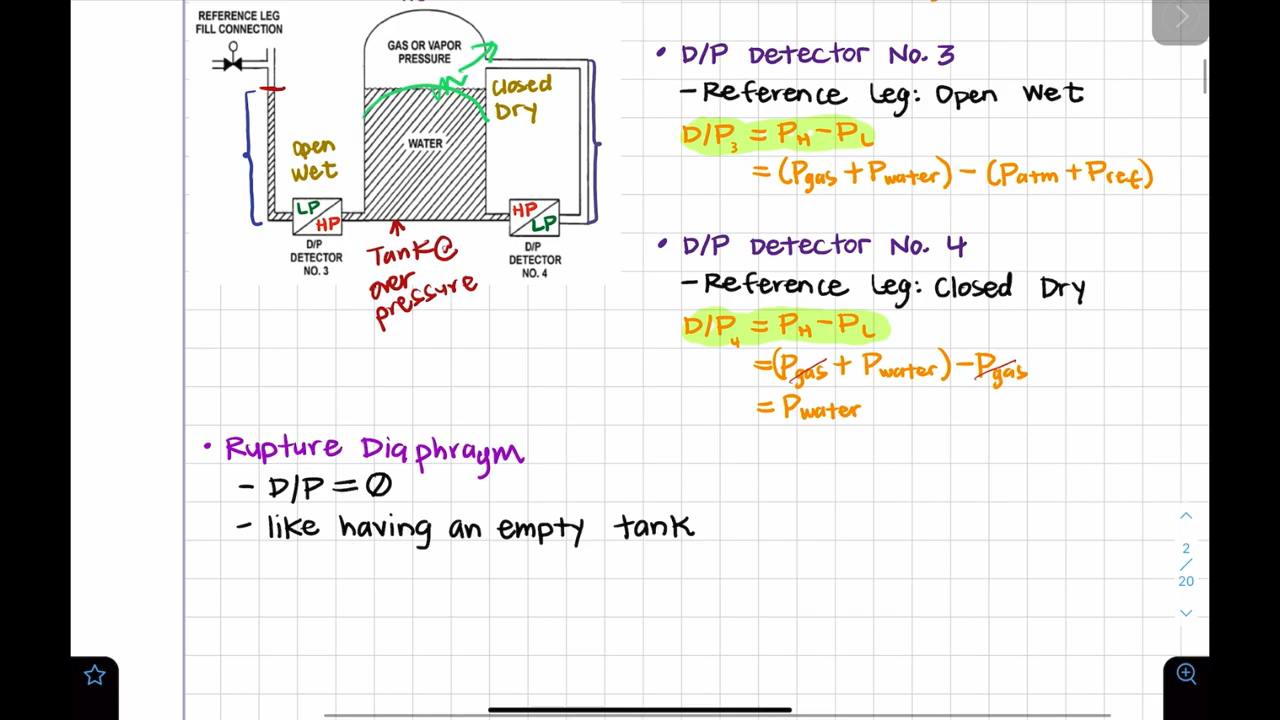 REFERENCE LEG
FILL CONNECTION
GAS OR VAPOR
PRESSURE
Closed
Dry
WATER
Open
Wet
LP
HP
HP
LP
D/P
DETECTOR
NO. 3
D/P
DETECTOR
NO. 4
Tank@
over
pressure
• D/P Detector No. 3
- Reference Leg: Open Wet
D/P₃ = PH - PL
= (Pgas + Pwater) - (Patm + Pref)
• D/P Detector No. 4
- Reference Leg: Closed Dry
D/P₄ = PH - PL
= (Pgas + Pwater) - Pgas
= Pwater
• Rupture Diaphragm
- D/P = Ø
- like having an empty tank
2
/
20